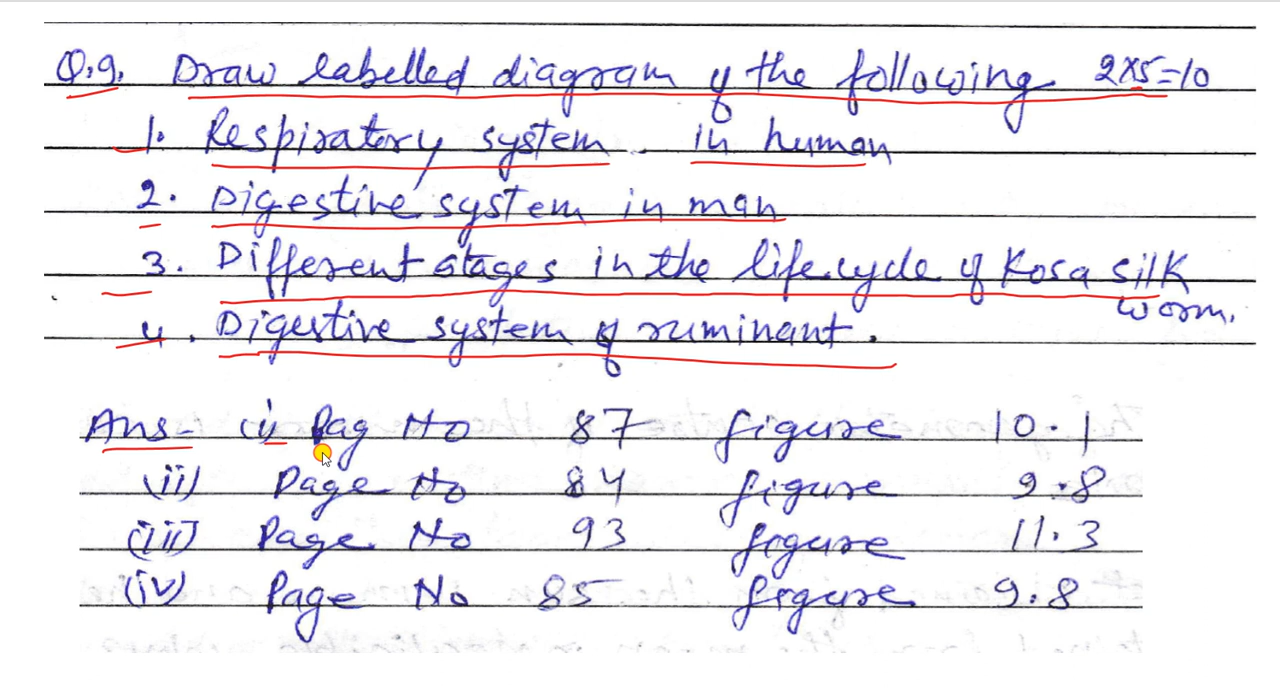 Q.9. Draw labelled diagram of the following 2x5=10
1. Respiratory system in human
2. Digestive system in man
3. Different stages in the life cycle of Kosa silk
worm.
4. Digestive system of ruminant.
Ans- (i) Pag No 87 figure 10.1
(ii) Page No 84 figure 9.8
(iii) Page No 93 figure 11.3
(iv) Page No 85 figure 9.8